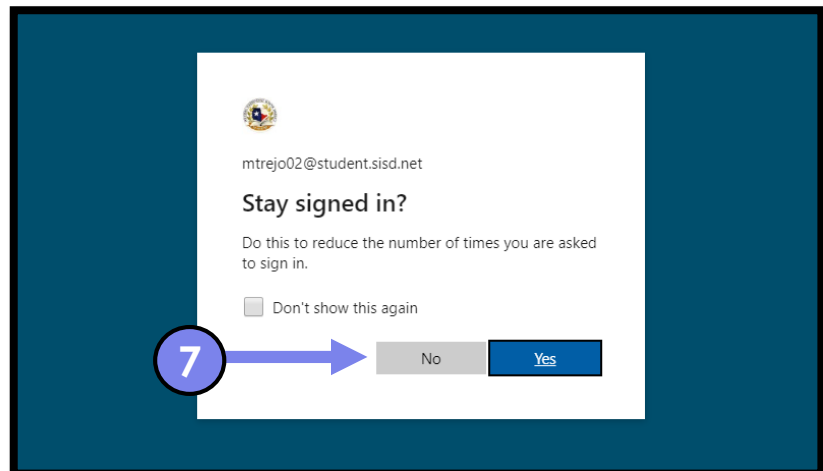 mtrejo02@student.sisd.net
Stay signed in?
Do this to reduce the number of times you are asked
to sign in.
Don't show this again
7
No
Yes